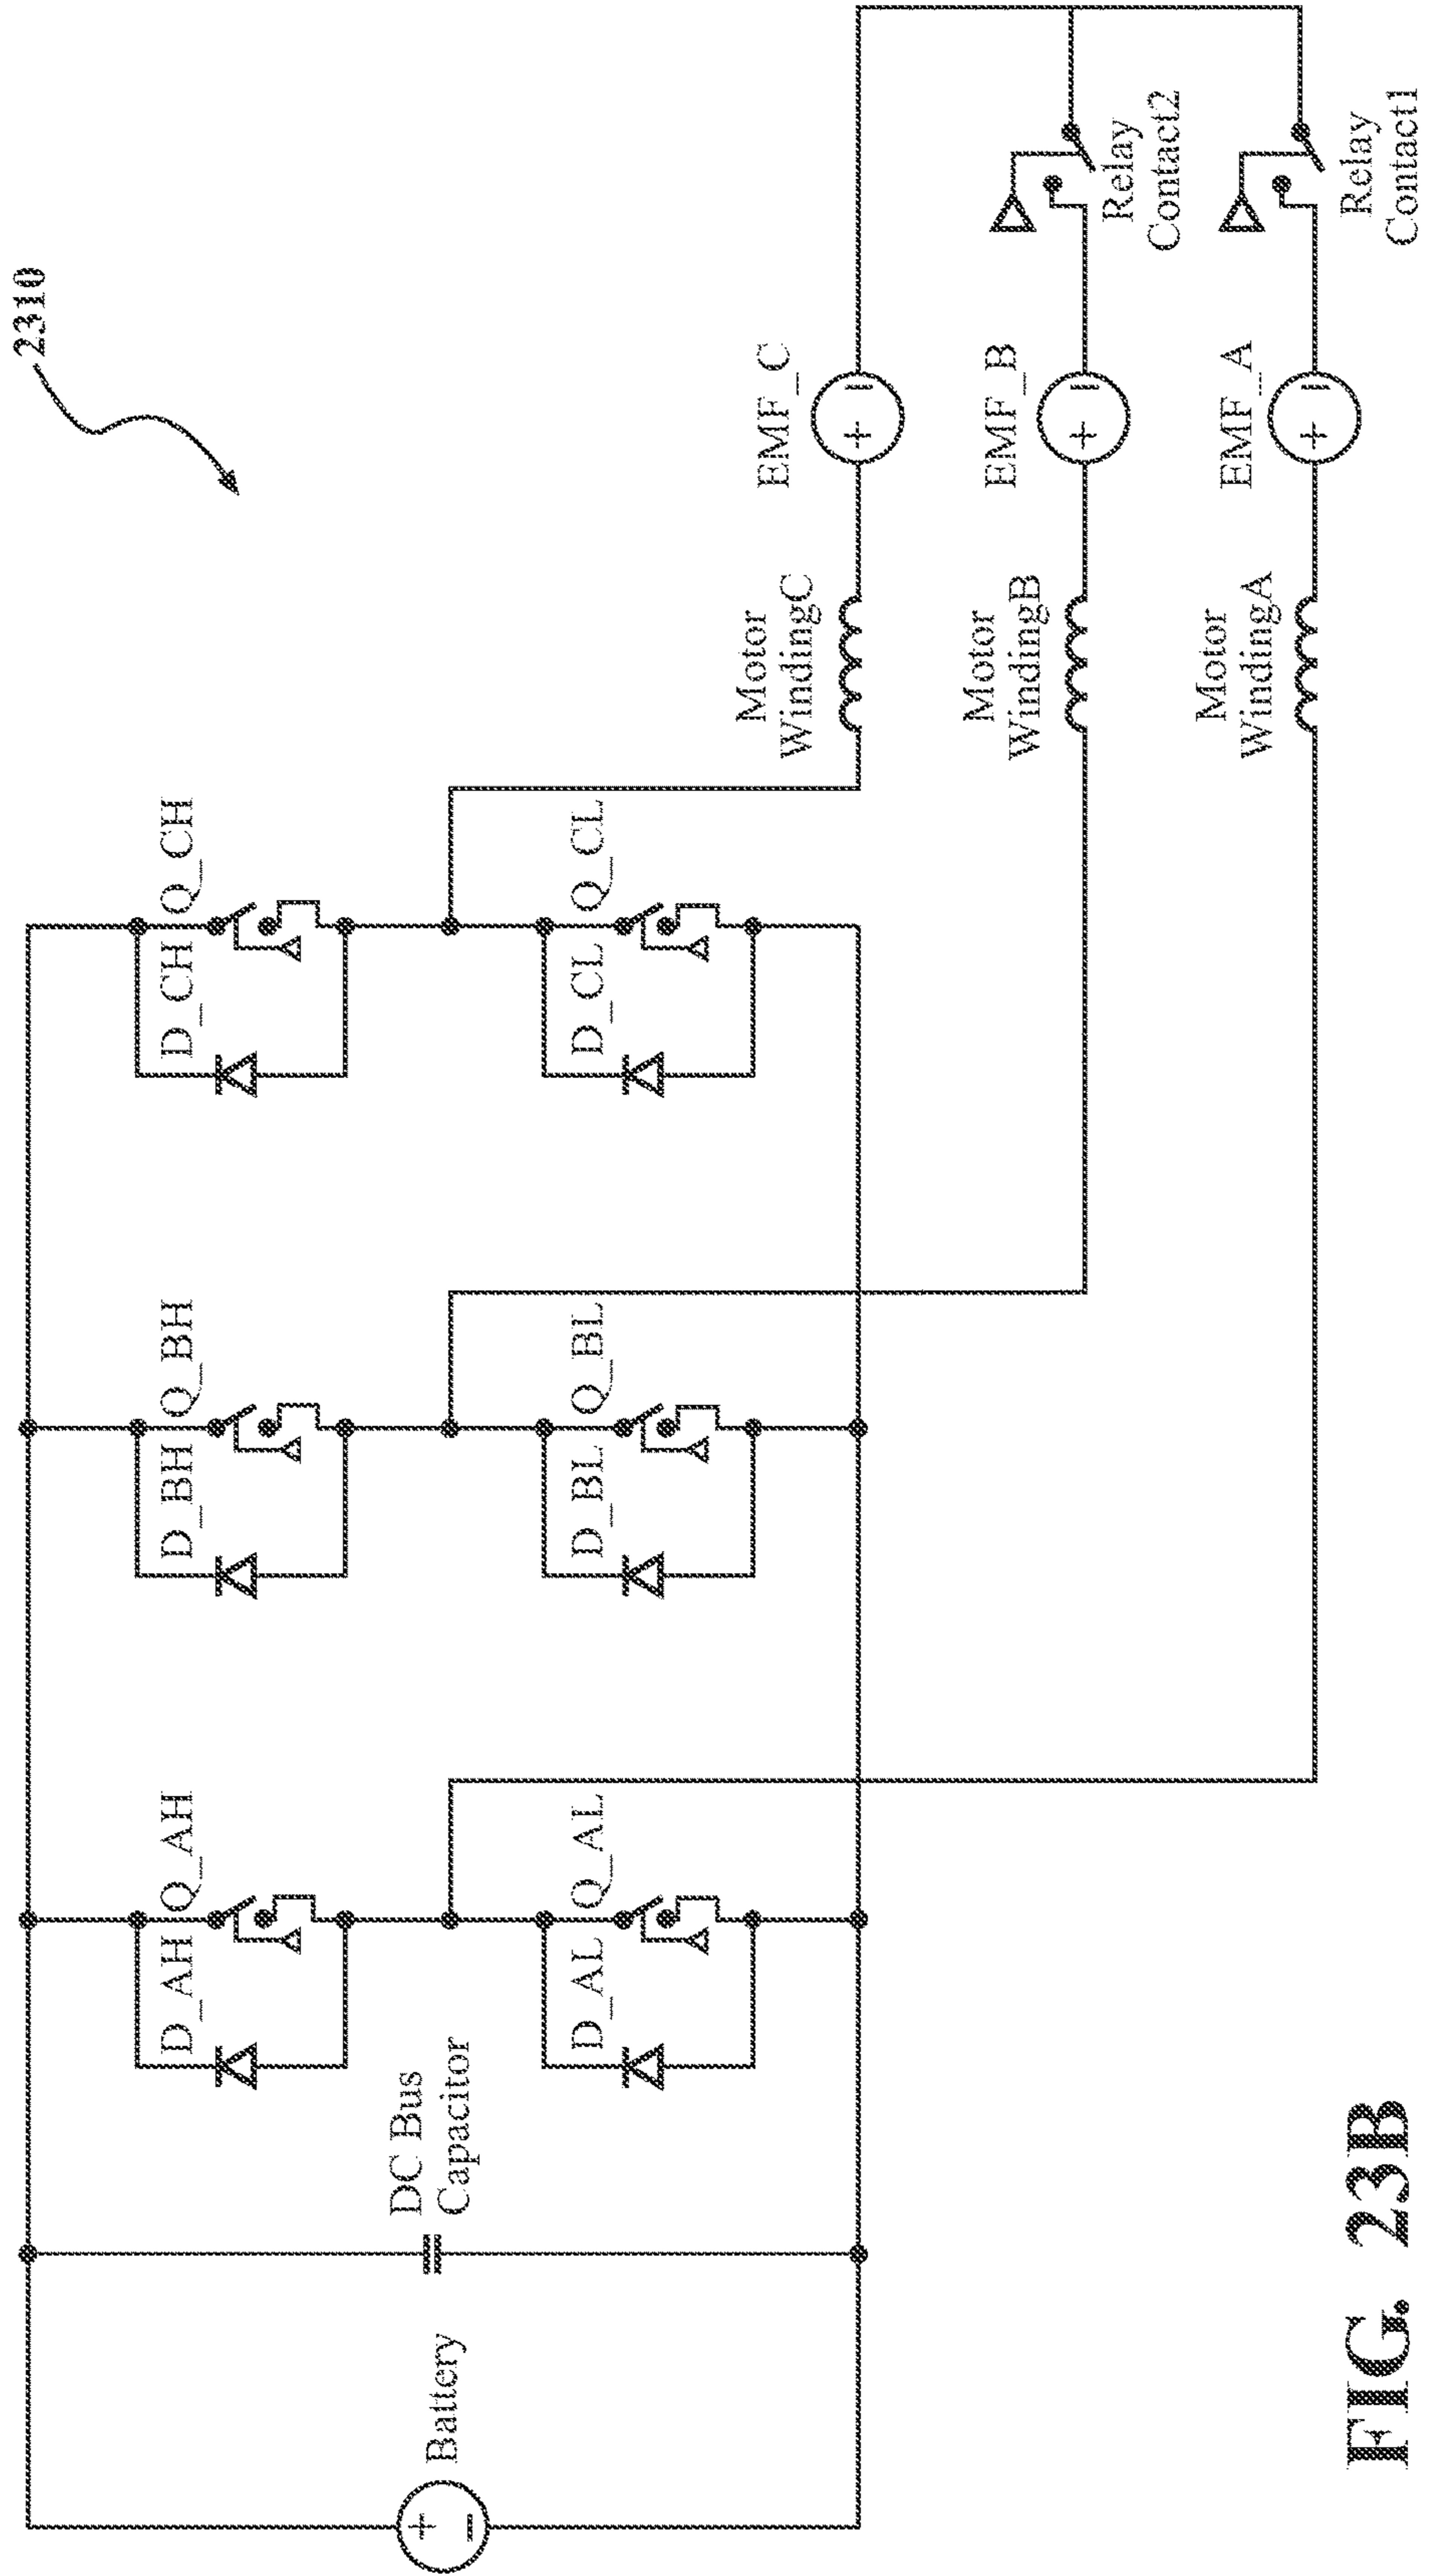 2310
Battery
+
−
DC Bus
Capacitor
D_AH
Q_AH
D_AL
Q_AL
D_BH
Q_BH
D_BL
Q_BL
D_CH
Q_CH
D_CL
Q_CL
Motor
WindingC
EMF_C
+
−
Motor
WindingB
EMF_B
+
−
Relay
Contact2
Motor
WindingA
EMF_A
+
−
Relay
Contact1
FIG. 23B